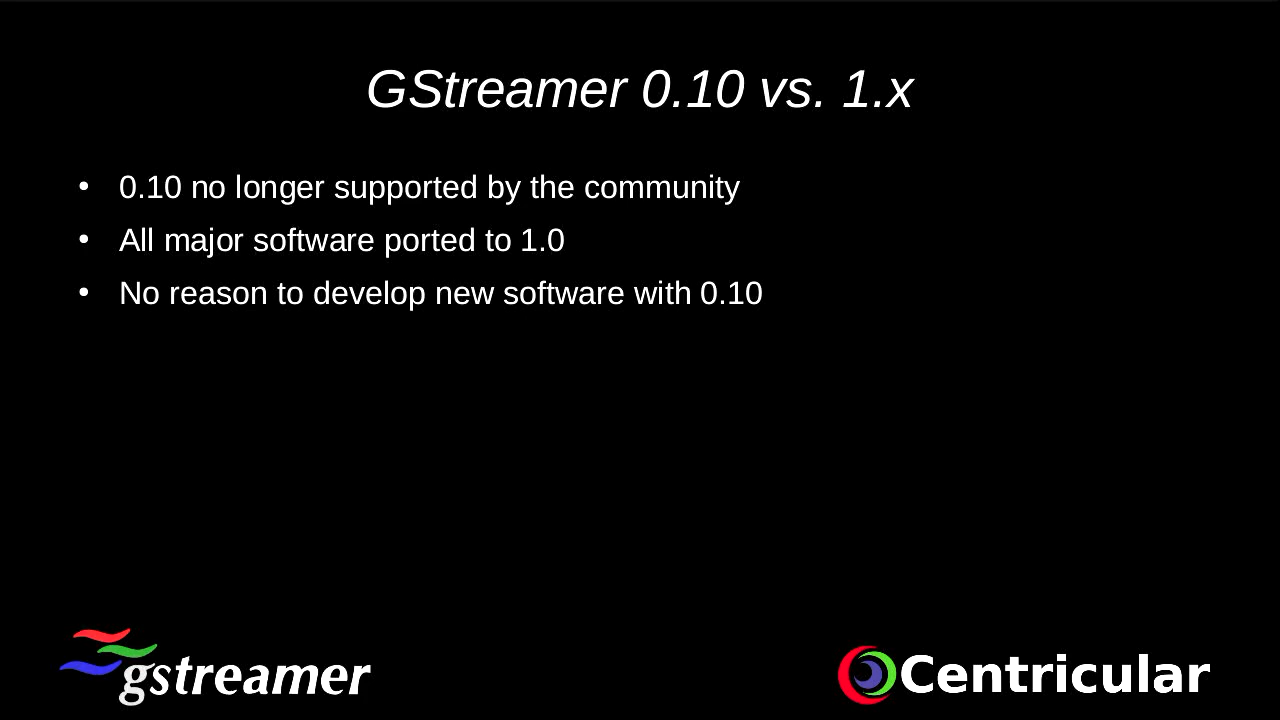 GStreamer 0.10 vs. 1.x
• 0.10 no longer supported by the community
• All major software ported to 1.0
• No reason to develop new software with 0.10
gstreamer
Centricular